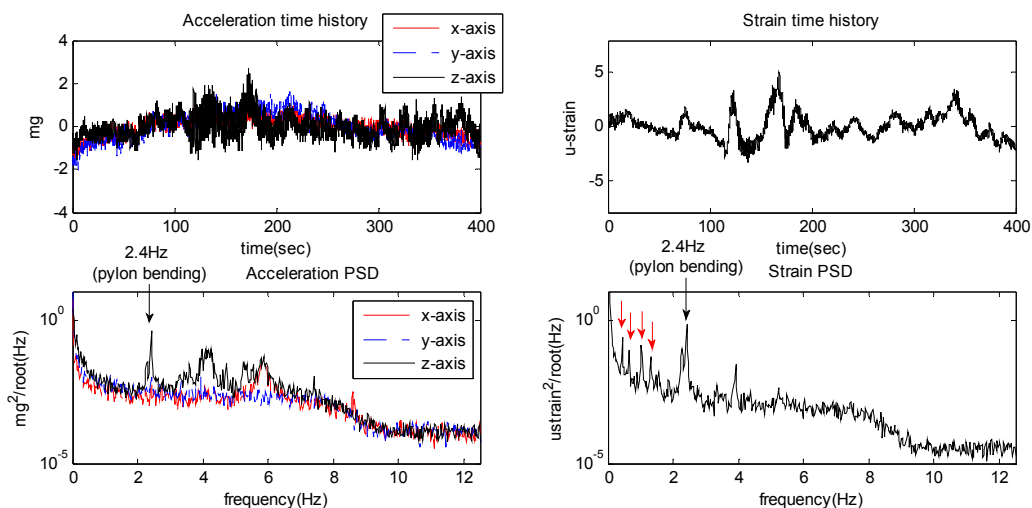 Acceleration time history
4
2
0
-2
-4
mg
x-axis
y-axis
z-axis
0
100
200
300
400
time(sec)
Strain time history
5
0
-5
u-strain
0
100
200
300
400
time(sec)
2.4Hz
(pylon bending)
Acceleration PSD
10^0
10^-5
mg^2/root(Hz)
x-axis
y-axis
z-axis
0
2
4
6
8
10
12
frequency(Hz)
2.4Hz
(pylon bending)
Strain PSD
10^0
10^-5
ustrain^2/root(Hz)
0
2
4
6
8
10
12
frequency(Hz)